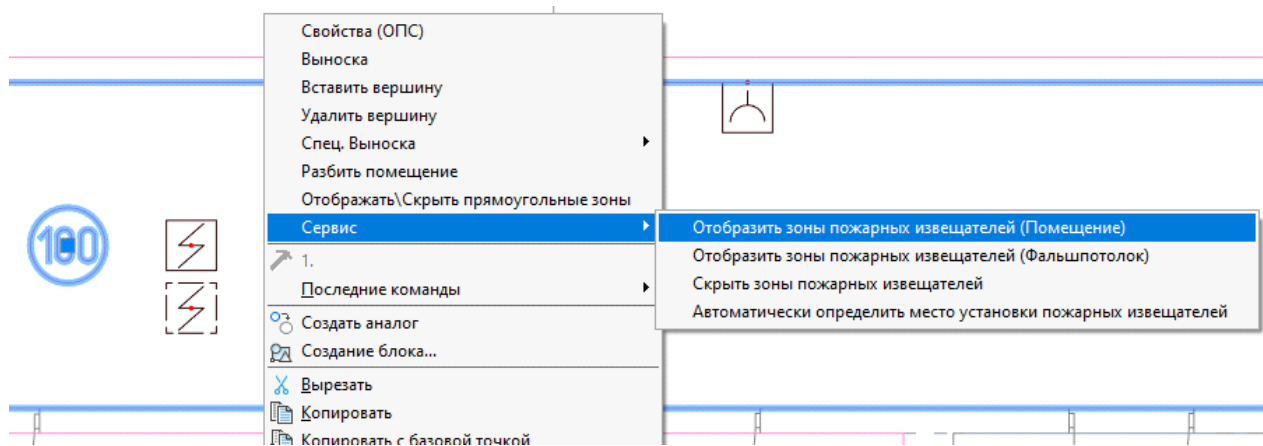 Свойства (ОПС)
Выноска
Вставить вершину
Удалить вершину
Спец. Выноска
Разбить помещение
Отображать\Скрыть прямоугольные зоны
Сервис
1.
Последние команды
Создать аналог
Создание блока...
Вырезать
Копировать
Копировать с базовой точкой
Отобразить зоны пожарных извещателей (Помещение)
Отобразить зоны пожарных извещателей (Фальшпотолок)
Скрыть зоны пожарных извещателей
Автоматически определить место установки пожарных извещателей
100